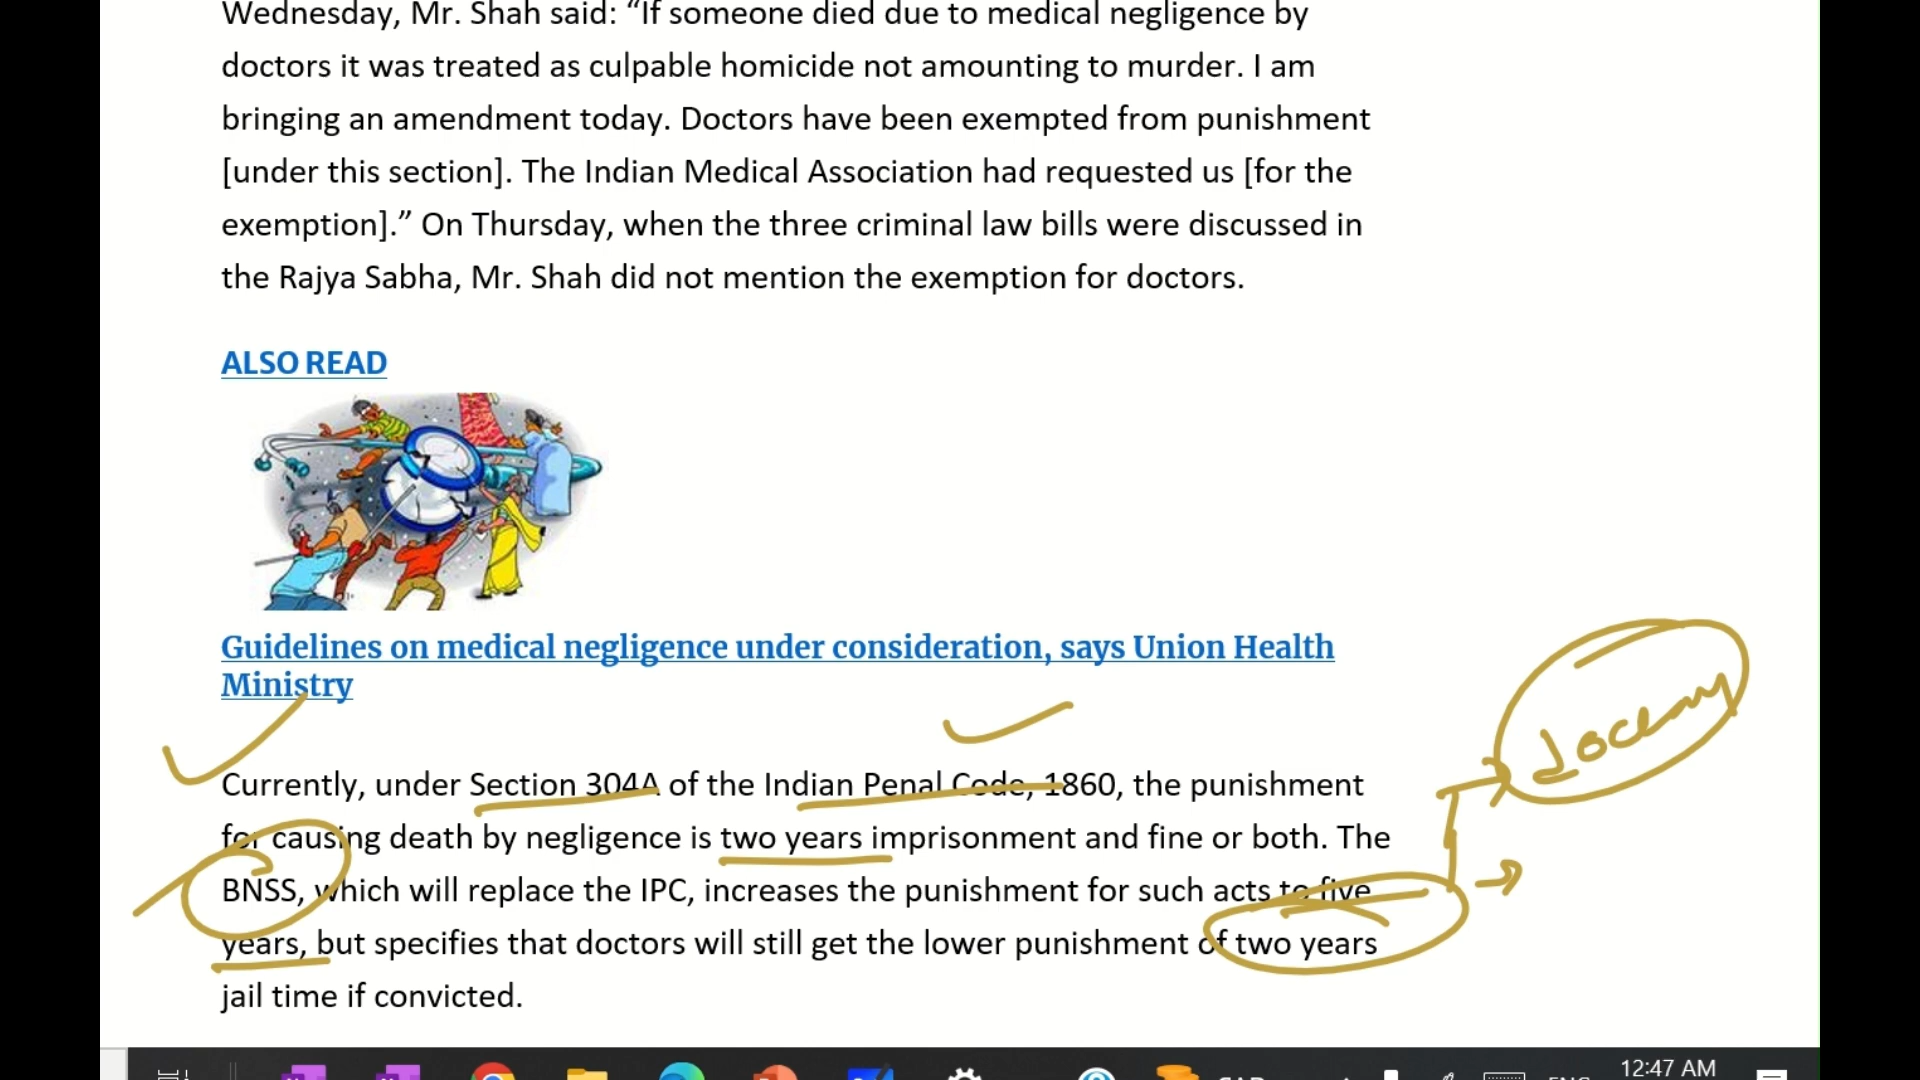 Wednesday, Mr. Shah said: “If someone died due to medical negligence by
doctors it was treated as culpable homicide not amounting to murder. I am
bringing an amendment today. Doctors have been exempted from punishment
[under this section]. The Indian Medical Association had requested us [for the
exemption].” On Thursday, when the three criminal law bills were discussed in
the Rajya Sabha, Mr. Shah did not mention the exemption for doctors.
ALSO READ
Guidelines on medical negligence under consideration, says Union Health
Ministry
Currently, under Section 304A of the Indian Penal Code, 1860, the punishment
for causing death by negligence is two years imprisonment and fine or both. The
BNSS, which will replace the IPC, increases the punishment for such acts to five
years, but specifies that doctors will still get the lower punishment of two years
jail time if convicted.
12:47 AM